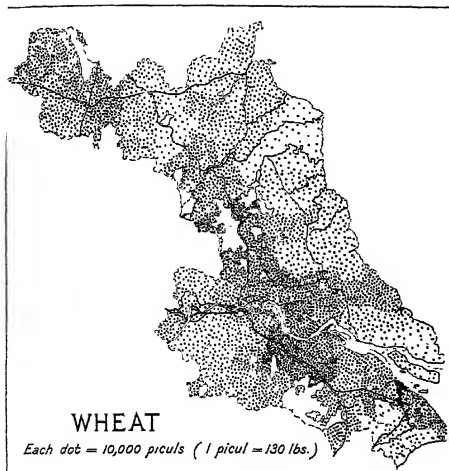 WHEAT
Each dot = 10,000 piculs ( 1 picul = 130 lbs.)